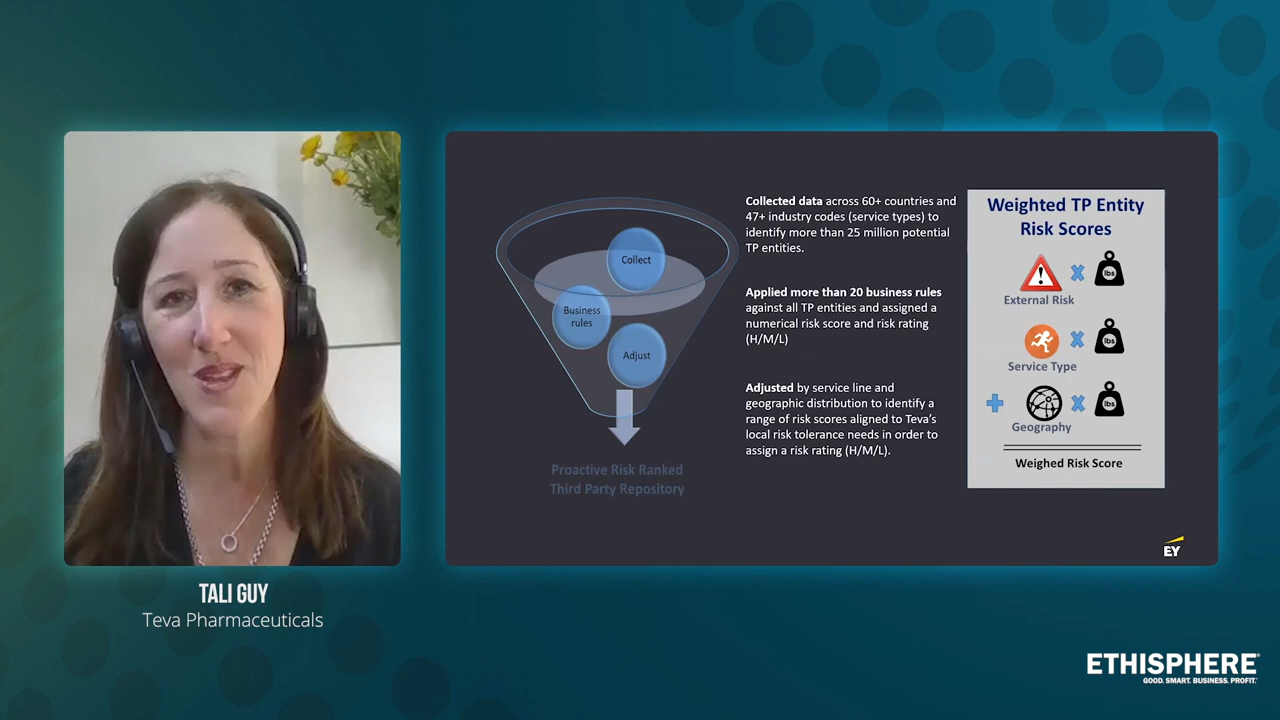 TALI GUY
Teva Pharmaceuticals
Collect
Business
rules
Adjust
Proactive Risk Ranked
Third Party Repository
Collected data across 60+ countries and
47+ industry codes (service types) to
identify more than 25 million potential
TP entities.
Applied more than 20 business rules
against all TP entities and assigned a
numerical risk score and risk rating
(H/M/L)
Adjusted by service line and
geographic distribution to identify a
range of risk scores aligned to Teva's
local risk tolerance needs in order to
assign a risk rating (H/M/L).
Weighted TP Entity
Risk Scores
lbs
External Risk
lbs
Service Type
lbs
Geography
Weighed Risk Score
EY
ETHISPHERE
GOOD. SMART. BUSINESS. PROFIT.